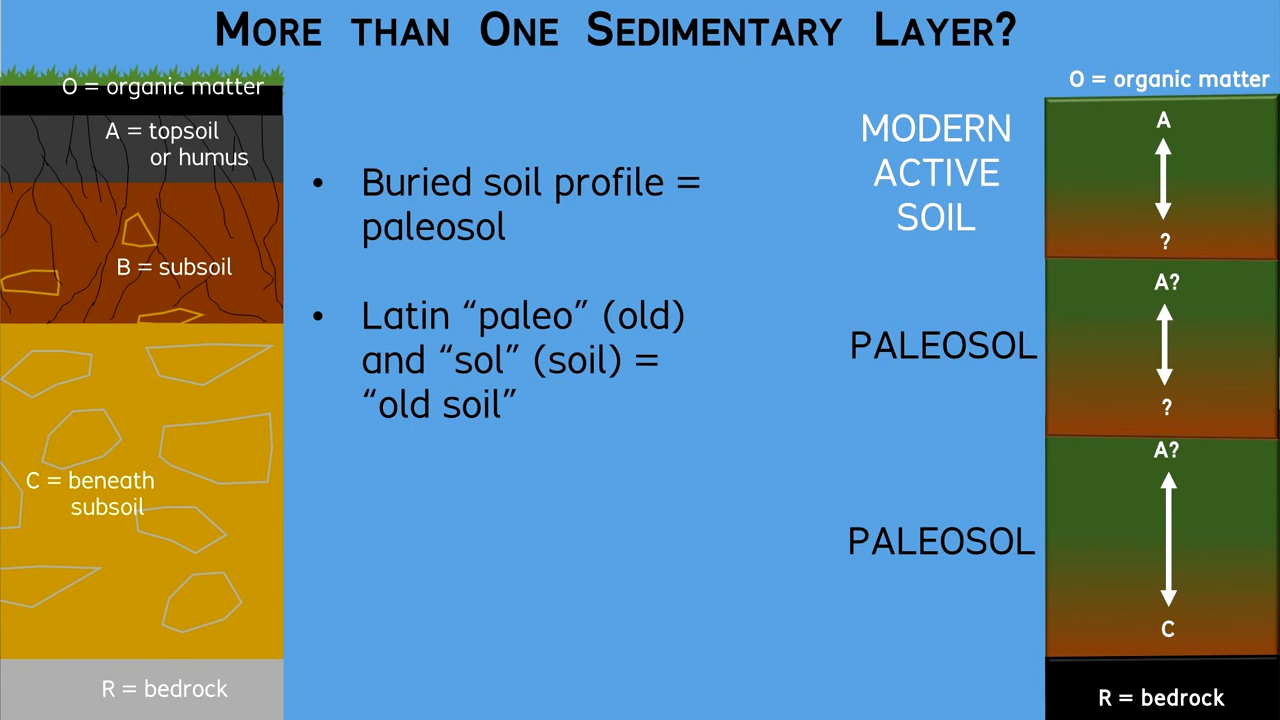 More than One Sedimentary Layer?
O = organic matter
A = topsoil
or humus
B = subsoil
C = beneath
subsoil
R = bedrock
• Buried soil profile =
paleosol
• Latin “paleo” (old)
and “sol” (soil) =
“old soil”
MODERN
ACTIVE
SOIL
PALEOSOL
PALEOSOL
O = organic matter
A
?
A?
?
A?
C
R = bedrock